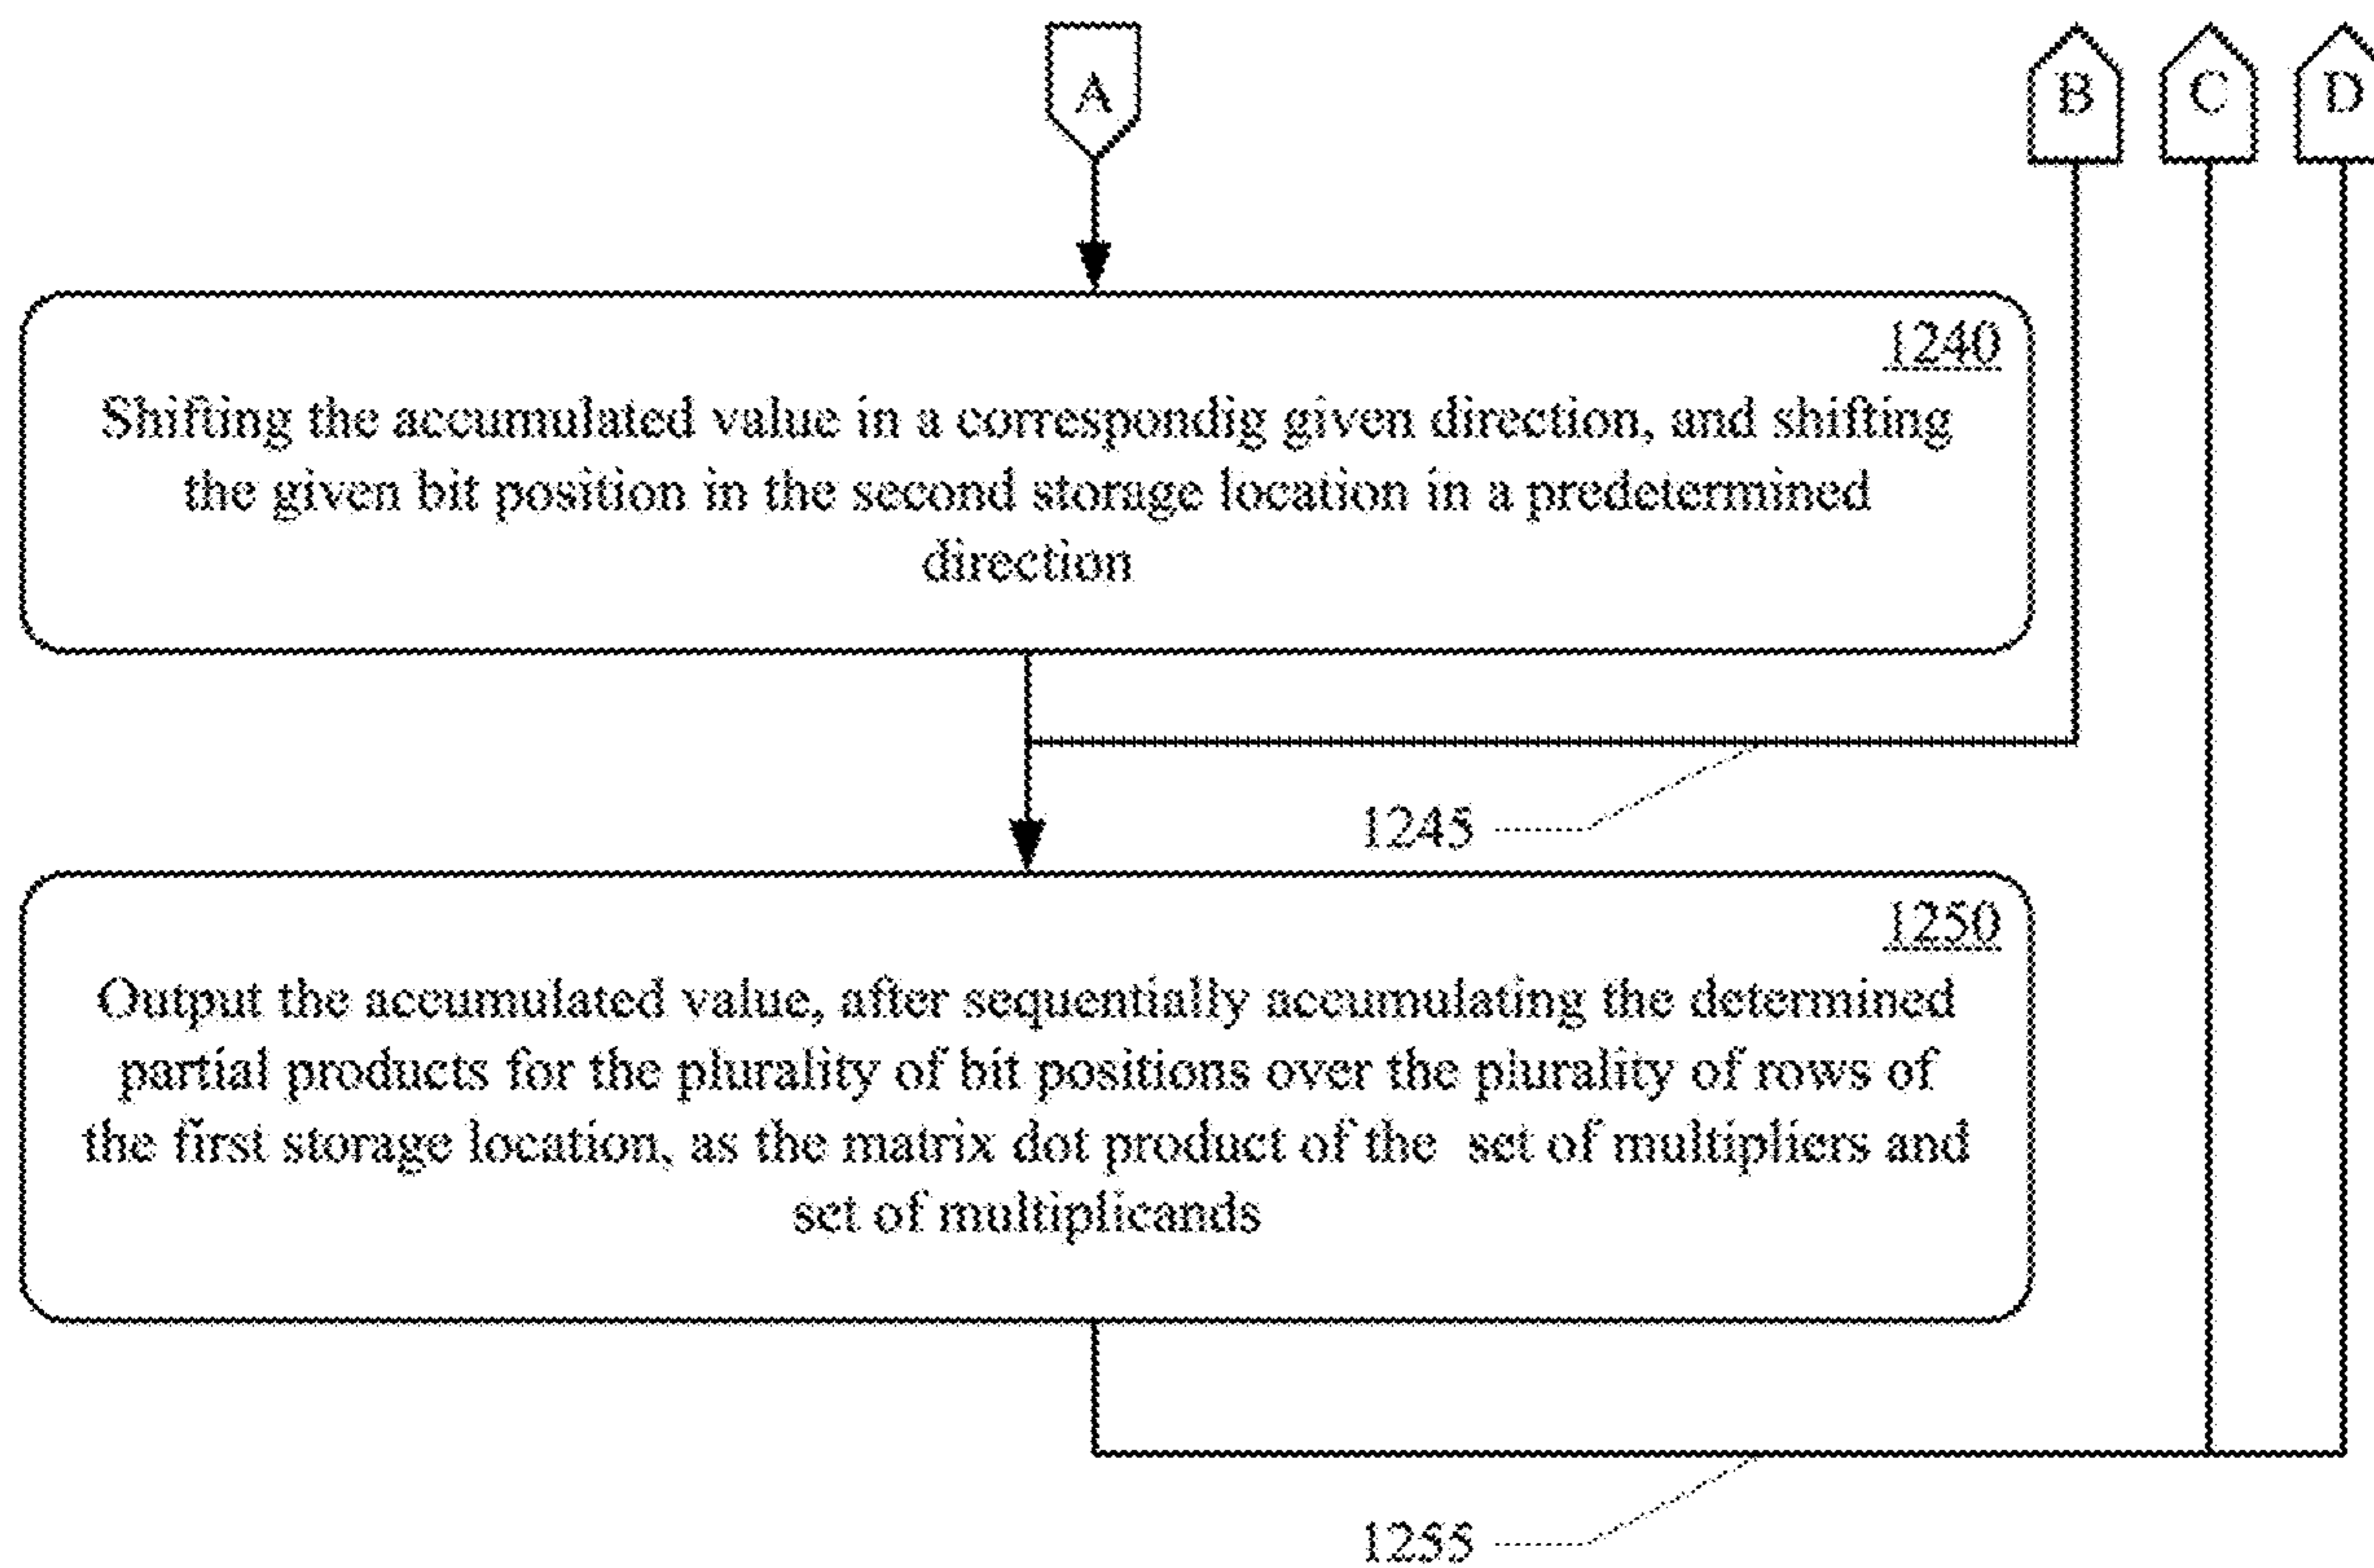 A
B
C
D
1240
Shifting the accumulated value in a correspondig given direction, and shifting
the given bit position in the second storage location in a predetermined
direction
1245
1250
Output the accumulated value, after sequentially accumulating the determined
partial products for the plurality of bit positions over the plurality of rows of
the first storage location, as the matrix dot product of the set of multipliers and
set of multiplicands
1255